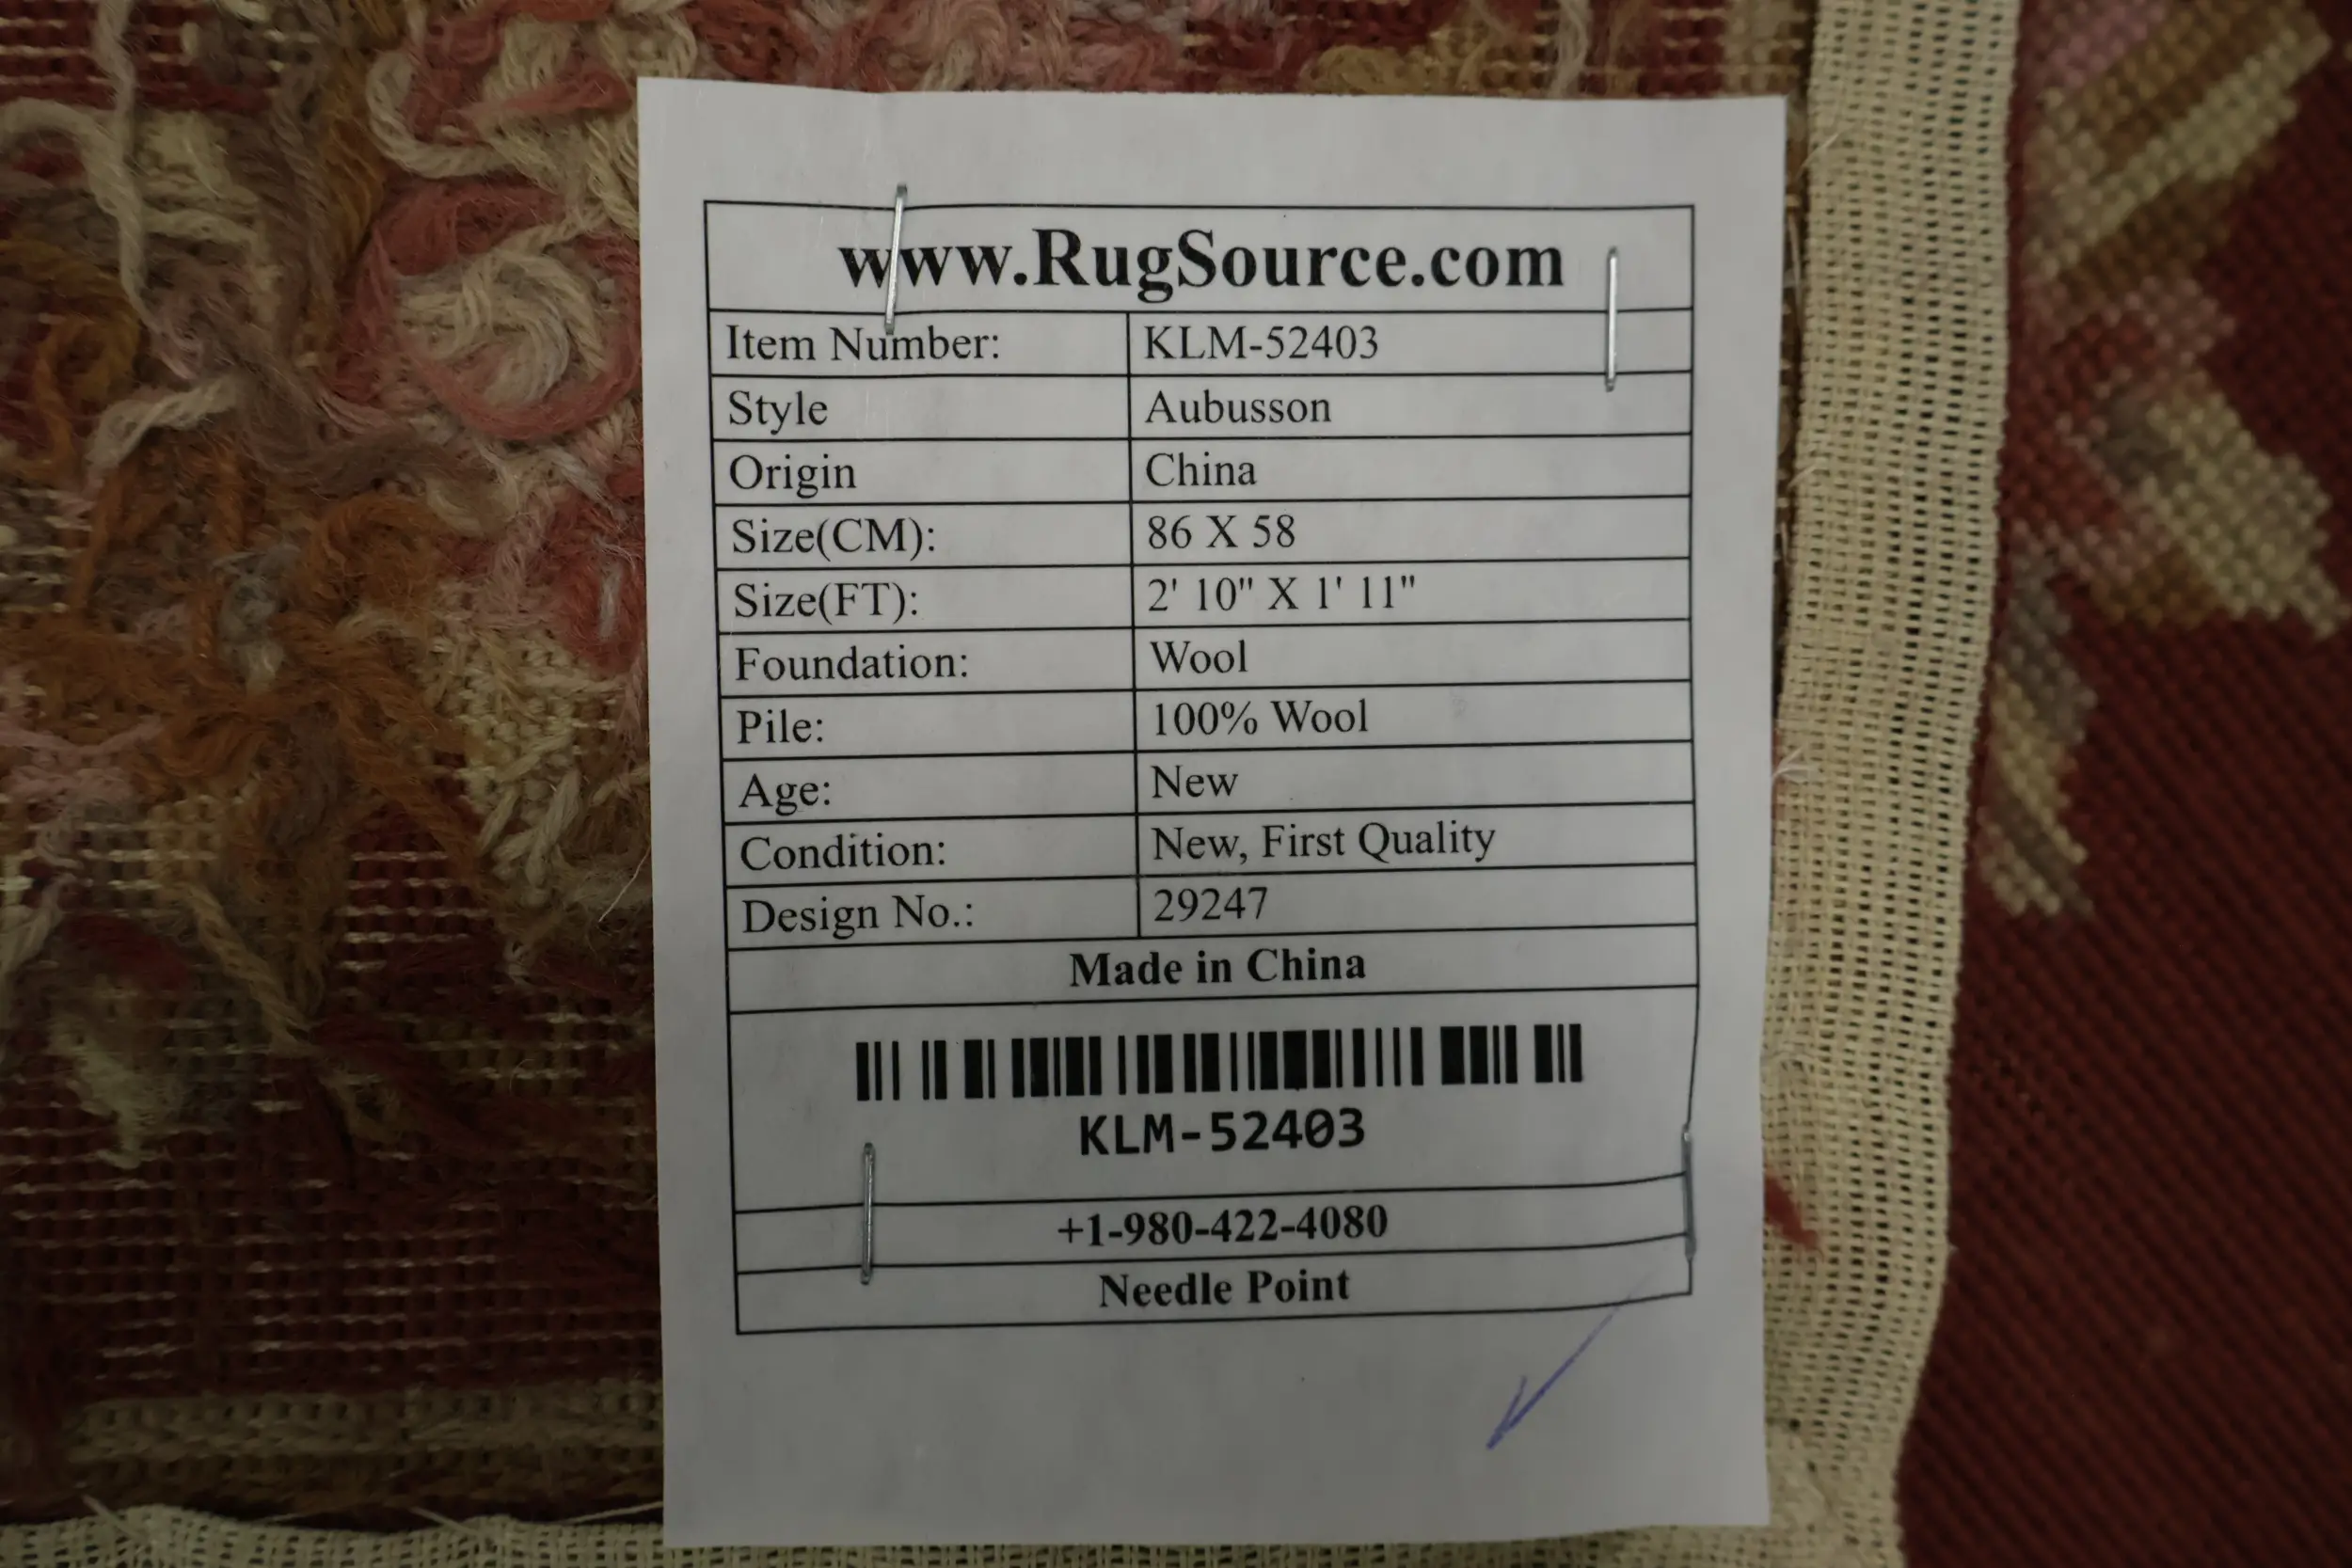 www.RugSource.com
Item Number: KLM-52403
Style Aubusson
Origin China
Size(CM): 86 X 58
Size(FT): 2' 10" X 1' 11"
Foundation: Wool
Pile: 100% Wool
Age: New
Condition: New, First Quality
Design No.: 29247
Made in China
KLM-52403
+1-980-422-4080
Needle Point